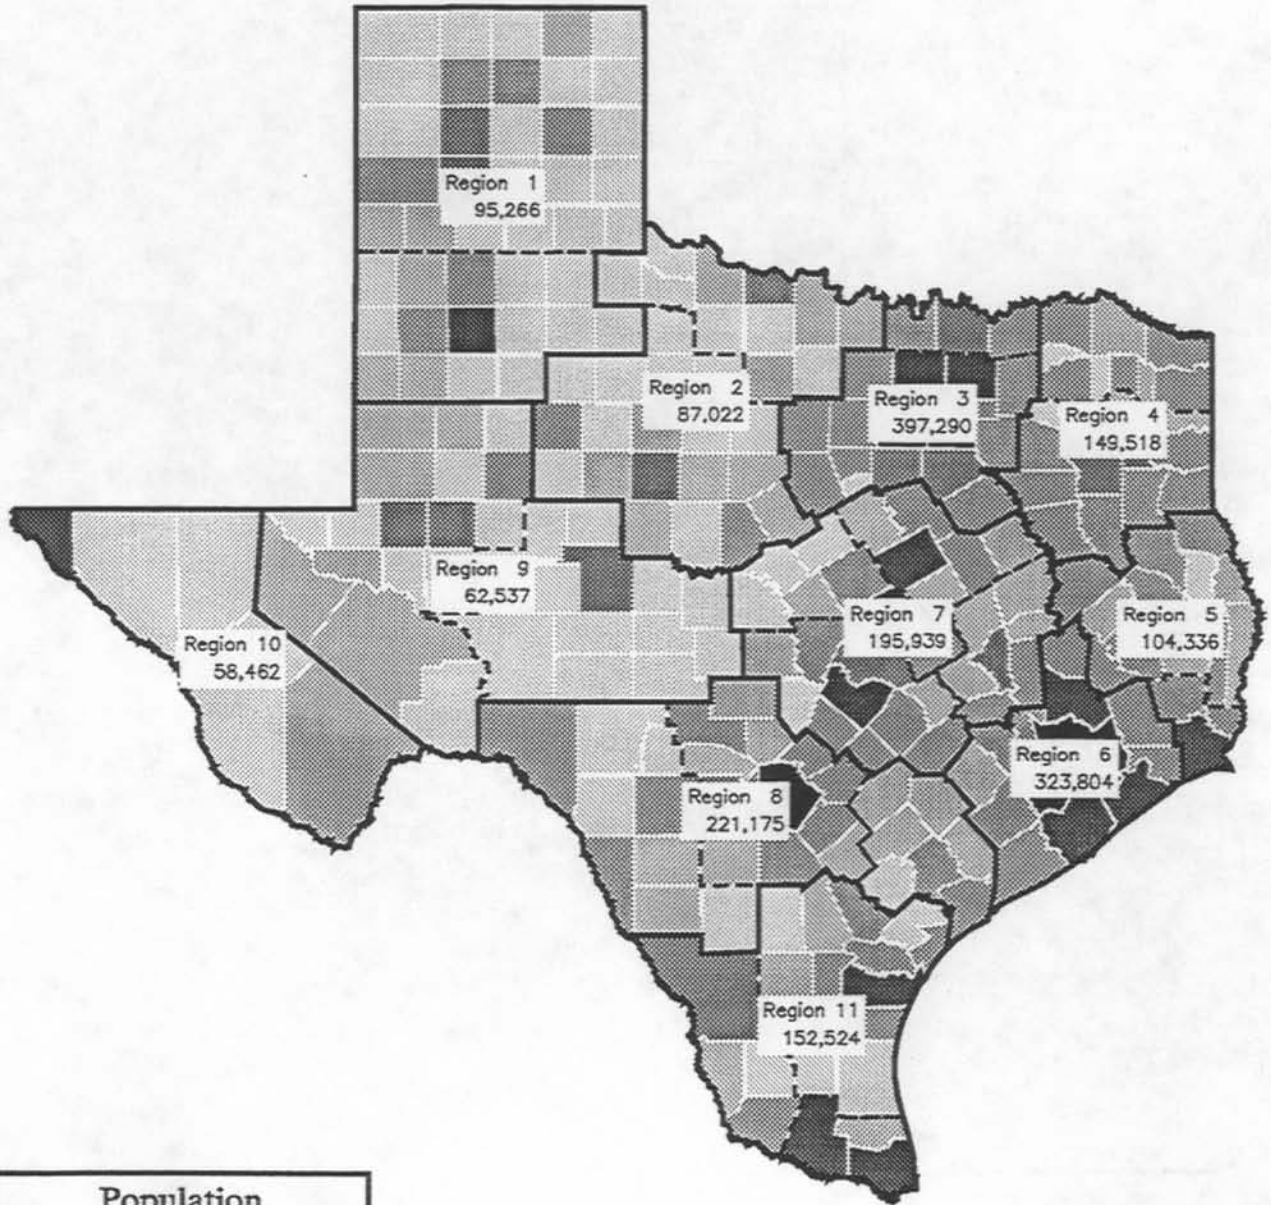 Region 1
95,266
Region 2
87,022
Region 3
397,290
Region 4
149,518
Region 9
62,537
Region 7
195,939
Region 5
104,336
Region 10
58,462
Region 6
323,804
Region 8
221,175
Region 11
152,524
Population